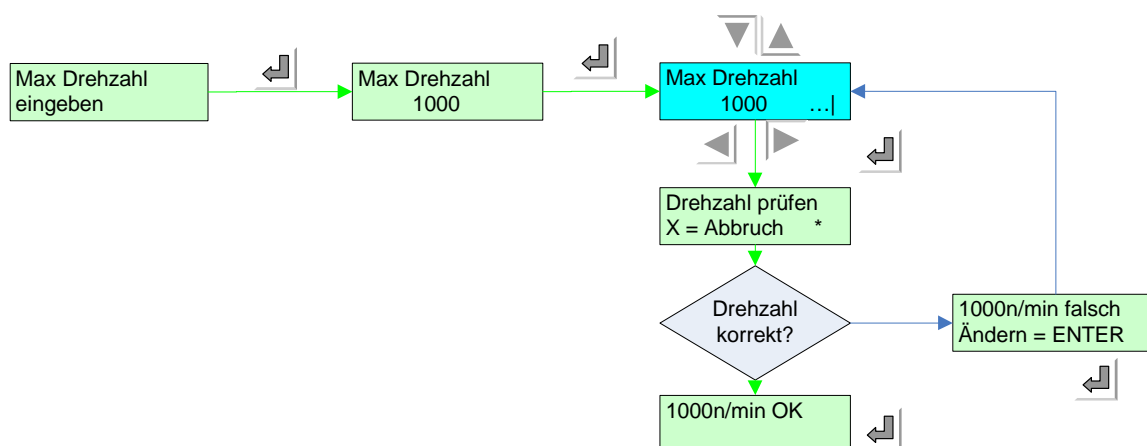 Max Drehzahl
eingeben
Max Drehzahl
1000
Max Drehzahl
1000 ...|
Drehzahl prüfen
X = Abbruch *
Drehzahl
korrekt?
1000n/min falsch
Ändern = ENTER
1000n/min OK